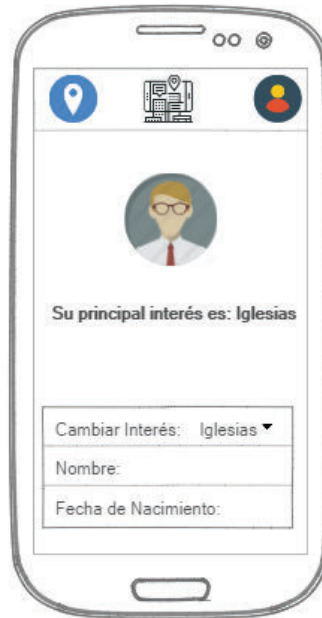 Su principal interés es: Iglesias
Cambiar Interés: Iglesias
Nombre:
Fecha de Nacimiento: